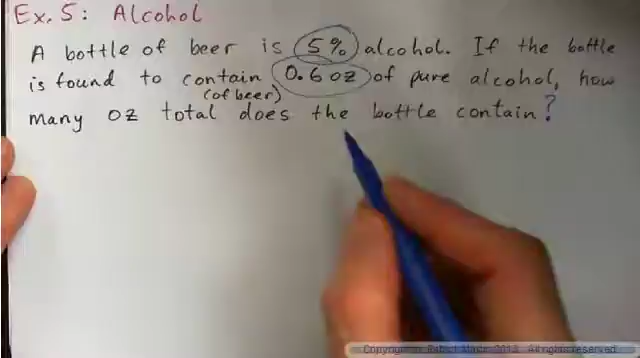 Ex. 5: Alcohol
A bottle of beer is 5% alcohol. If the bottle
is found to contain 0.6 oz of pure alcohol, how
(of beer)
many oz total does the bottle contain?